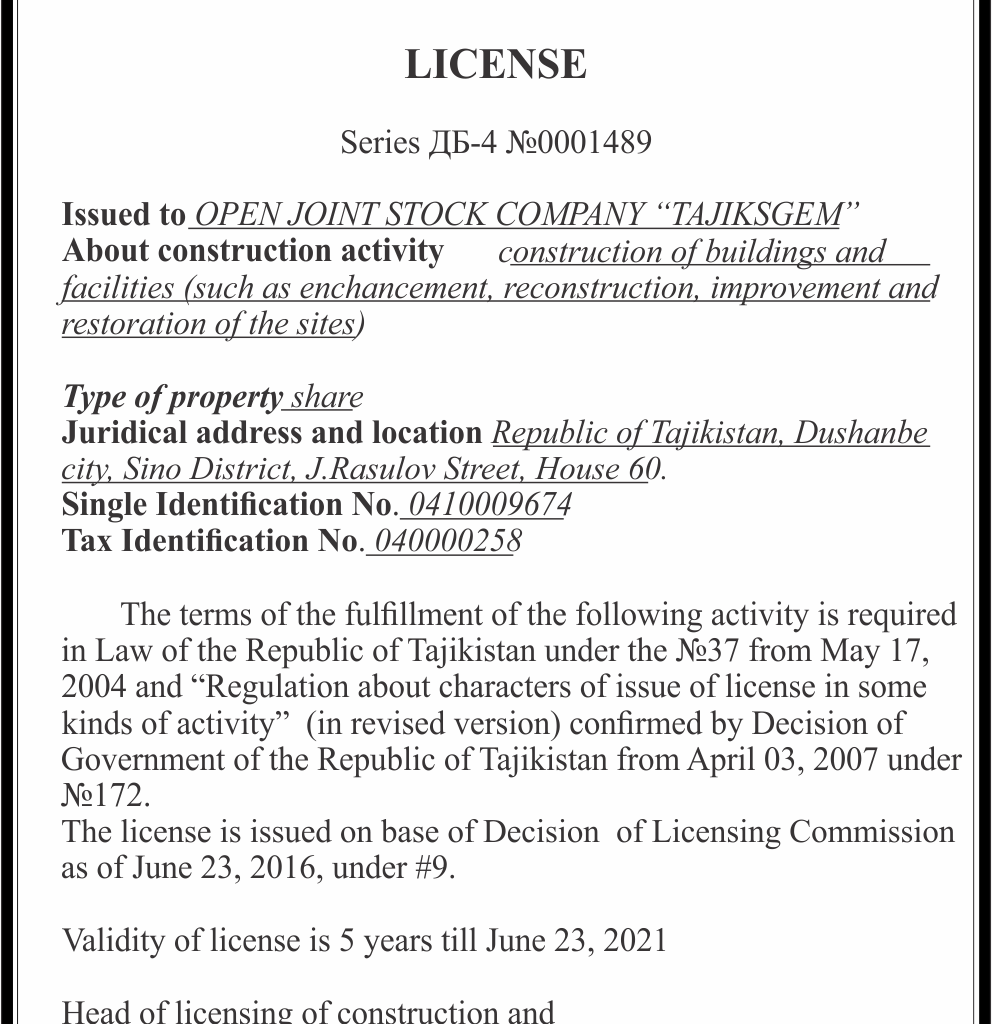 LICENSE
Series ДБ-4 №0001489
Issued to OPEN JOINT STOCK COMPANY “TAJIKSGEM”
About construction activity construction of buildings and
facilities (such as enchancement, reconstruction, improvement and
restoration of the sites)
Type of property share
Juridical address and location Republic of Tajikistan, Dushanbe
city, Sino District, J.Rasulov Street, House 60.
Single Identification No. 0410009674
Tax Identification No. 040000258
The terms of the fulfillment of the following activity is required
in Law of the Republic of Tajikistan under the №37 from May 17,
2004 and “Regulation about characters of issue of license in some
kinds of activity” (in revised version) confirmed by Decision of
Government of the Republic of Tajikistan from April 03, 2007 under
№172.
The license is issued on base of Decision of Licensing Commission
as of June 23, 2016, under #9.
Validity of license is 5 years till June 23, 2021
Head of licensing of construction and